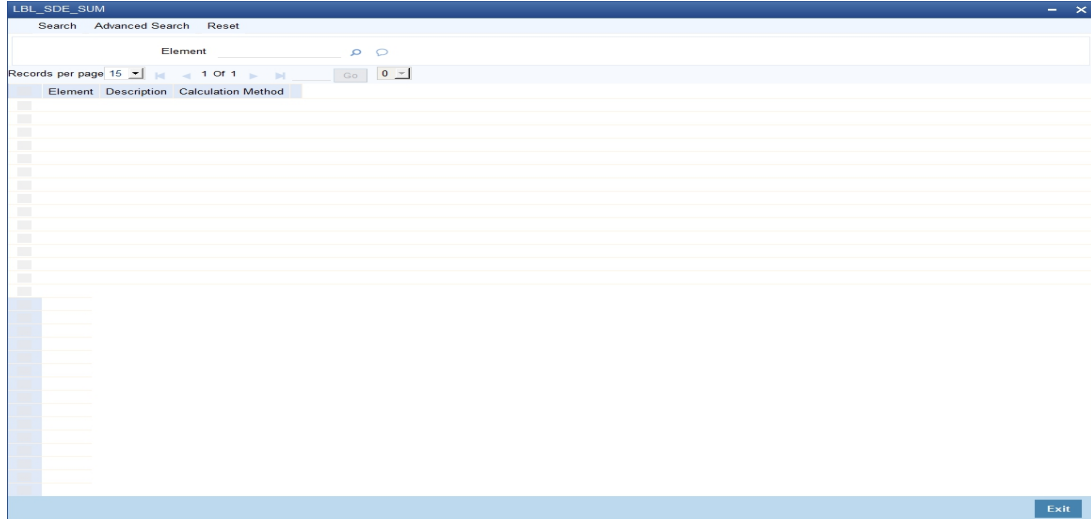 LBL_SDE_SUM
Search Advanced Search Reset
Element
Records per page 15 1 Of 1 Go 0
Element Description Calculation Method
Exit